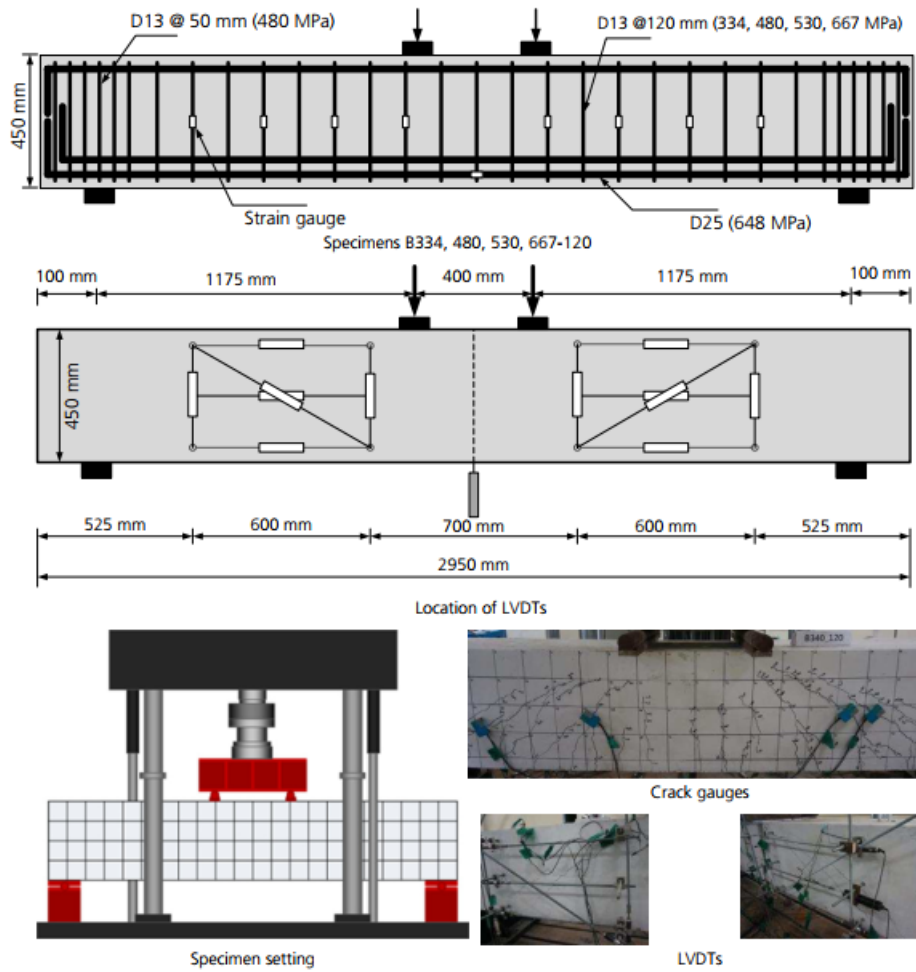 D13 @ 50 mm (480 MPa)
D13 @120 mm (334, 480, 530, 667 MPa)
450 mm
Strain gauge
D25 (648 MPa)
Specimens B334, 480, 530, 667-120
100 mm
1175 mm
400 mm
1175 mm
100 mm
450 mm
525 mm
600 mm
700 mm
600 mm
525 mm
2950 mm
Location of LVDTs
B340_120
Crack gauges
Specimen setting
LVDTs